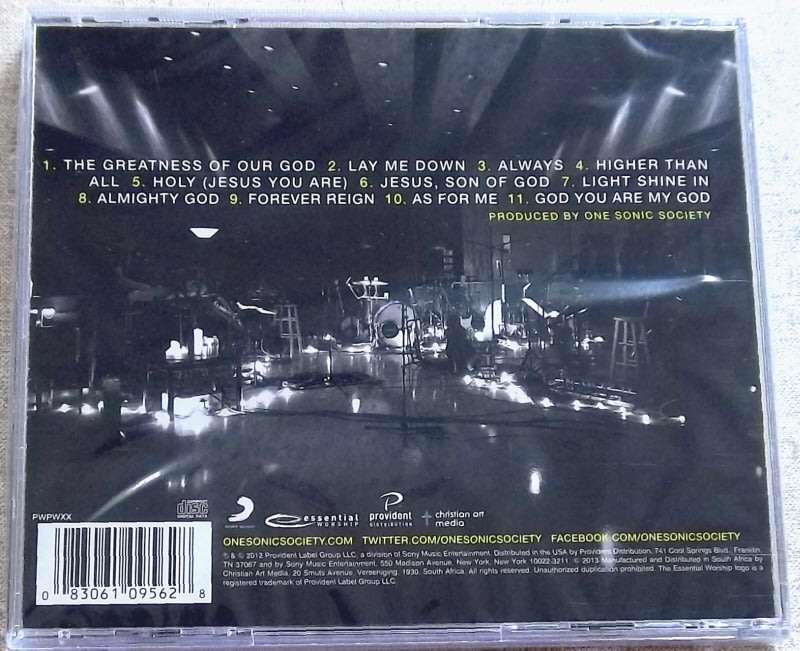 1. THE GREATNESS OF OUR GOD 2. LAY ME DOWN 3. ALWAYS 4. HIGHER THAN
ALL 5. HOLY (JESUS YOU ARE) 6. JESUS, SON OF GOD 7. LIGHT SHINE IN
8. ALMIGHTY GOD 9. FOREVER REIGN 10. AS FOR ME 11. GOD YOU ARE MY GOD
PRODUCED BY ONE SONIC SOCIETY
PWPWXX
disc
DIGITAL DATA
SONY MUSIC
essential
WORSHIP
provident
DISTRIBUTION
christian art
media
ONESONICSOCIETY.COM TWITTER.COM/ONESONICSOCIETY FACEBOOK.COM/ONESONICSOCIETY
℗ & © 2012 Provident Label Group LLC, a division of Sony Music Entertainment. Distributed in the USA by Provident Distribution, 741 Cool Springs Blvd., Franklin,
TN 37067 and by Sony Music Entertainment, 550 Madison Avenue, New York, New York 10022-3211 © 2013 Manufactured and Distributed in South Africa by
Christian Art Media, 20 Smuts Avenue, Vereeniging, 1930, South Africa. All rights reserved. Unauthorized duplication prohibited. The Essential Worship logo is a
registered trademark of Provident Label Group LLC.
0 83061 09562 8